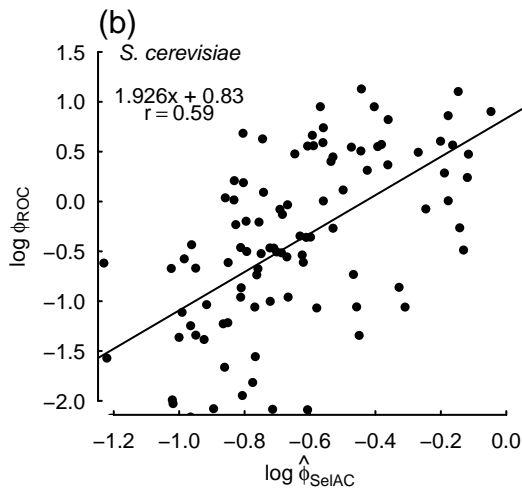 (b)
S. cerevisiae
1.926x + 0.83
r = 0.59
1.5
1.0
0.5
0.0
−0.5
−1.0
−1.5
−2.0
log ϕROC
−1.2 −1.0 −0.8 −0.6 −0.4 −0.2 0.0
log ϕ̂SelAC